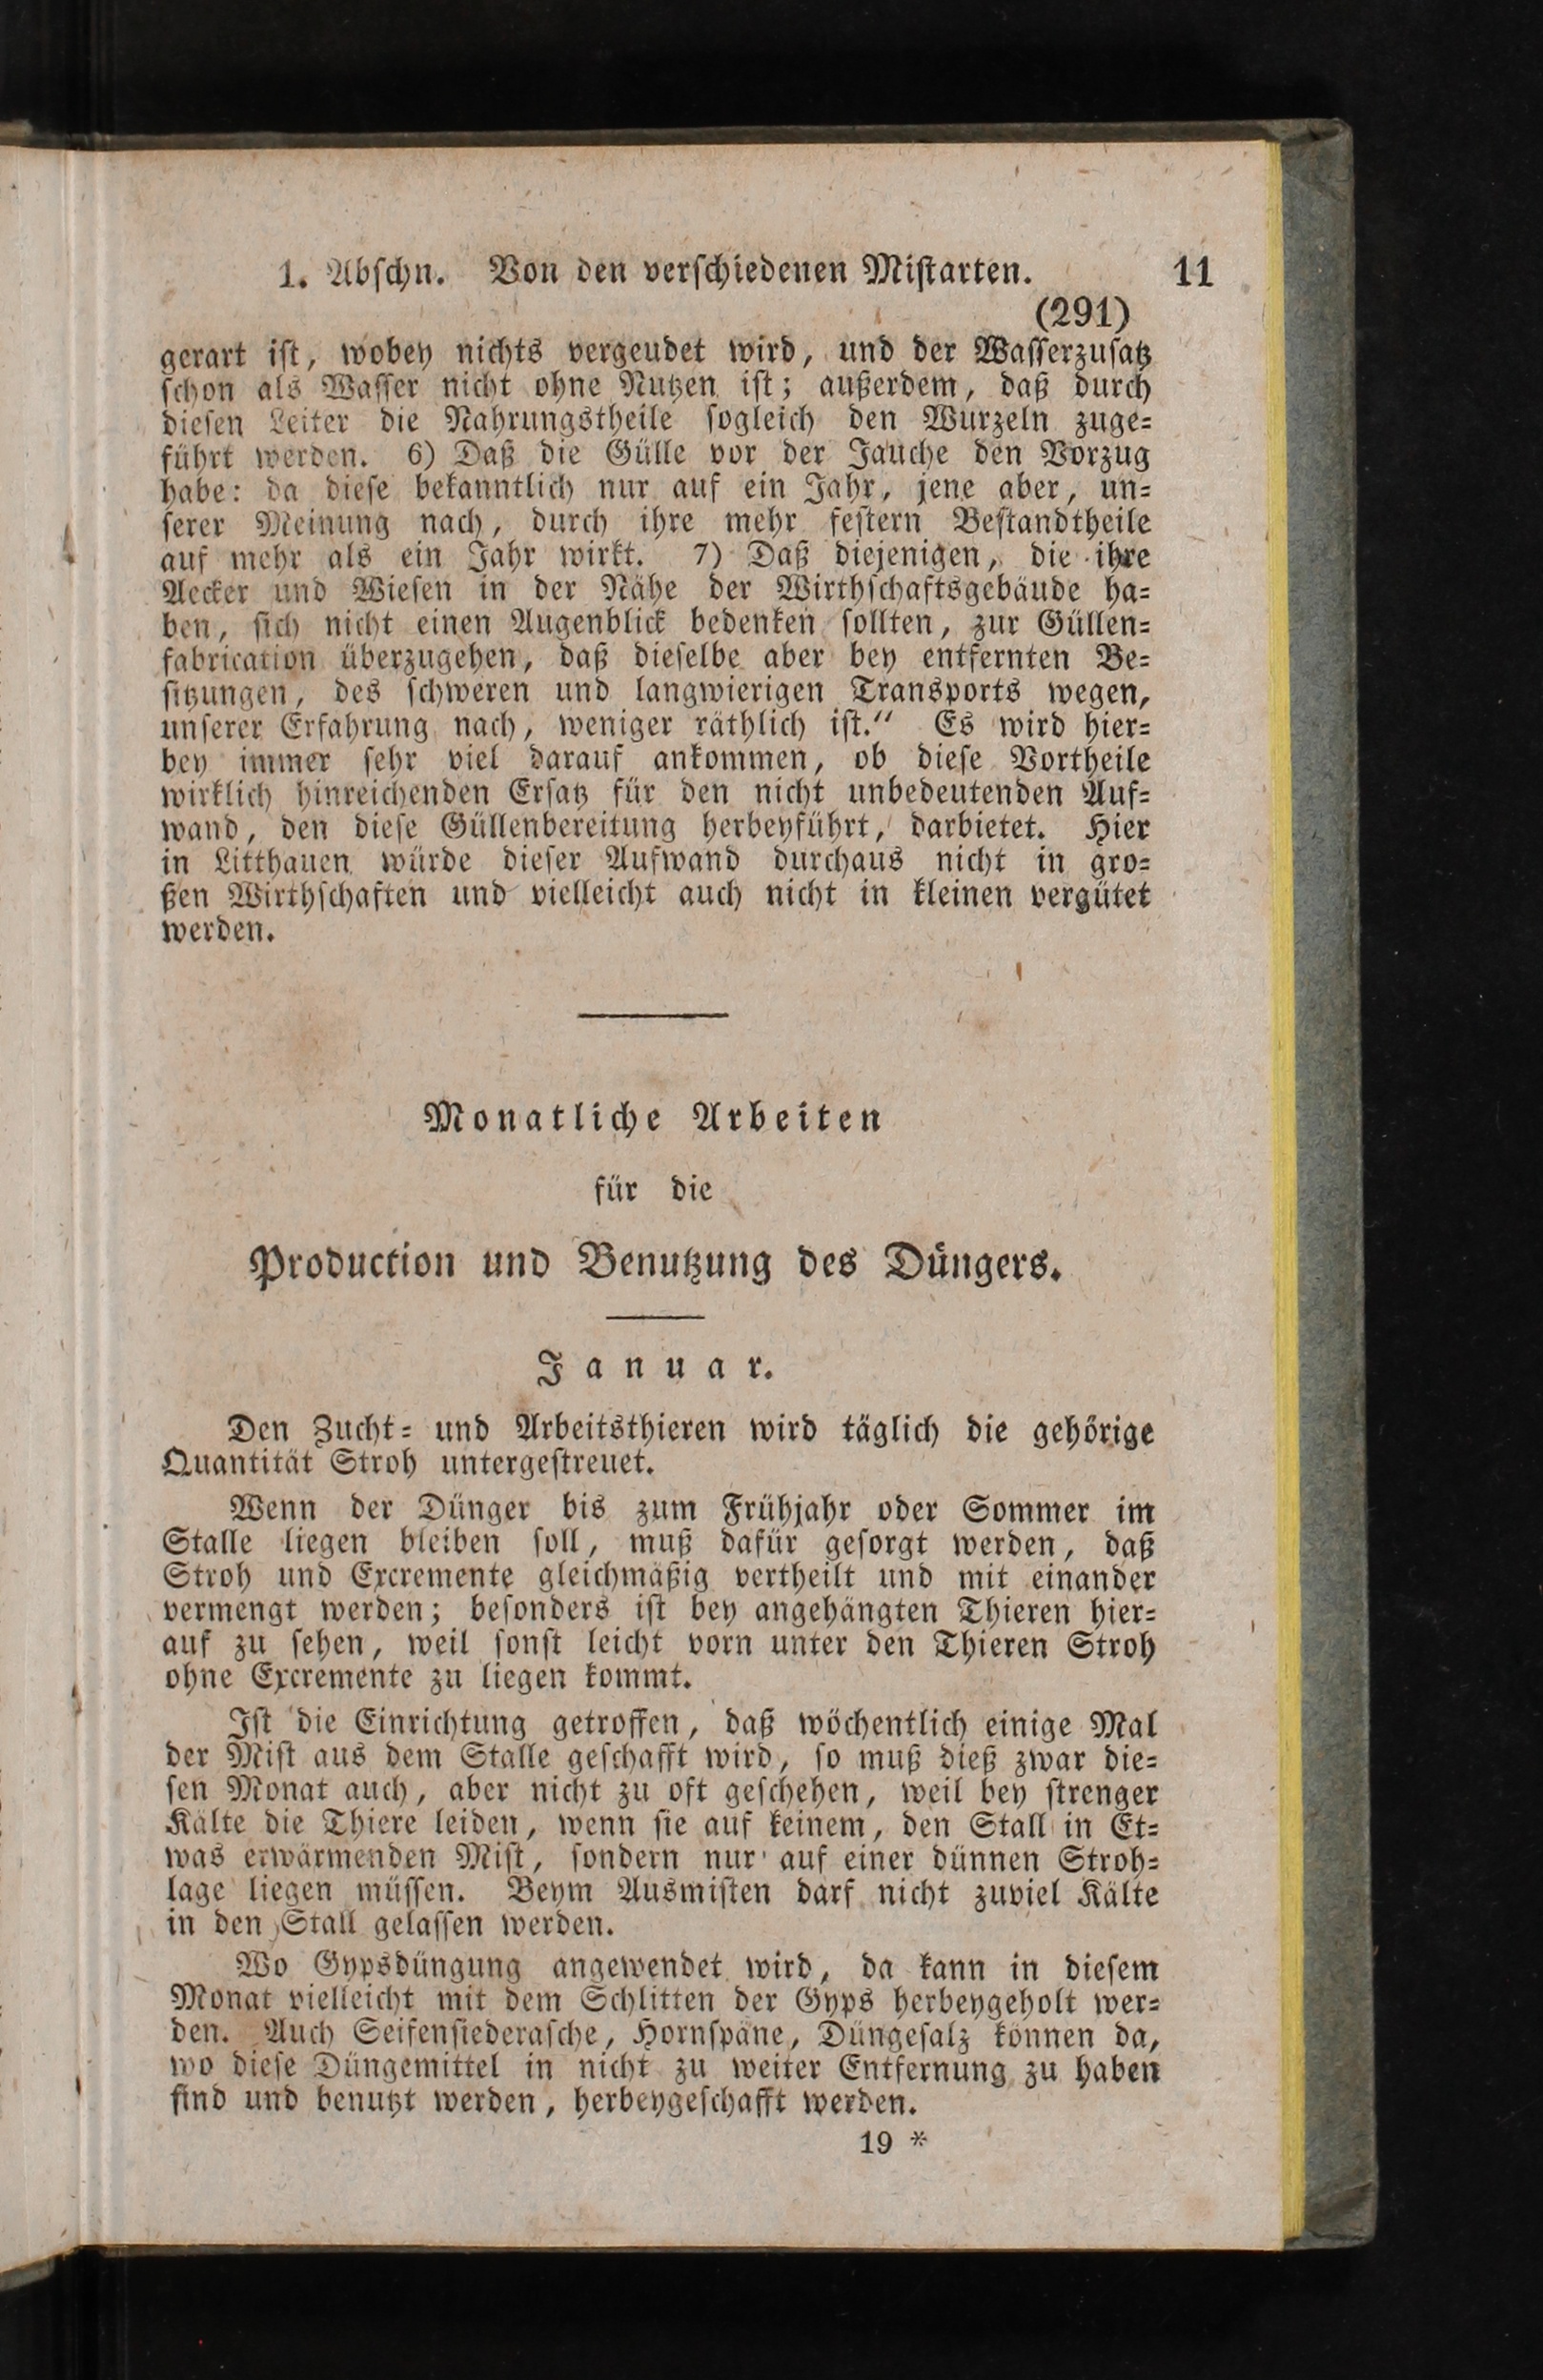 1. Abſchn. Von den verſchiedenen Miſtarten. 11
(291)
gerart iſt, wobey nichts vergeudet wird, und der Waſſerzuſatz
ſchon als Waſſer nicht ohne Nutzen iſt; außerdem, daß durch
dieſen Leiter die Nahrungstheile ſogleich den Wurzeln zuge=
führt werden. 6) Daß die Gülle vor der Jauche den Vorzug
habe: da dieſe bekanntlich nur auf ein Jahr, jene aber, un=
ſerer Meinung nach, durch ihre mehr feſtern Beſtandtheile
auf mehr als ein Jahr wirkt. 7) Daß diejenigen, die ihre
Aecker und Wieſen in der Nähe der Wirthſchaftsgebäude ha=
ben, ſich nicht einen Augenblick bedenken ſollten, zur Güllen=
fabrication überzugehen, daß dieſelbe aber bey entfernten Be=
ſitzungen, des ſchweren und langwierigen Transports wegen,
unſerer Erfahrung nach, weniger räthlich iſt.“ Es wird hier=
bey immer ſehr viel darauf ankommen, ob dieſe Vortheile
wirklich hinreichenden Erſatz für den nicht unbedeutenden Auf=
wand, den dieſe Güllenbereitung herbeyführt, darbietet. Hier
in Litthauen würde dieſer Aufwand durchaus nicht in gro=
ßen Wirthſchaften und vielleicht auch nicht in kleinen vergütet
werden.
Monatliche Arbeiten
für die
Production und Benutzung des Düngers.
Januar.
Den Zucht= und Arbeitsthieren wird täglich die gehörige
Quantität Stroh untergeſtreuet.
Wenn der Dünger bis zum Frühjahr oder Sommer im
Stalle liegen bleiben ſoll, muß dafür geſorgt werden, daß
Stroh und Excremente gleichmäßig vertheilt und mit einander
vermengt werden; beſonders iſt bey angehängten Thieren hier=
auf zu ſehen, weil ſonſt leicht vorn unter den Thieren Stroh
ohne Excremente zu liegen kommt.
Iſt die Einrichtung getroffen, daß wöchentlich einige Mal
der Miſt aus dem Stalle geſchafft wird, ſo muß dieß zwar die=
ſen Monat auch, aber nicht zu oft geſchehen, weil bey ſtrenger
Kälte die Thiere leiden, wenn ſie auf keinem, den Stall in Et=
was erwärmenden Miſt, ſondern nur auf einer dünnen Stroh=
lage liegen müſſen. Beym Ausmiſten darf nicht zuviel Kälte
in den Stall gelaſſen werden.
Wo Gypsdüngung angewendet wird, da kann in dieſem
Monat vielleicht mit dem Schlitten der Gyps herbeygeholt wer=
den. Auch Seifenſiederaſche, Hornſpäne, Düngeſalz können da,
wo dieſe Düngemittel in nicht zu weiter Entfernung zu haben
ſind und benutzt werden, herbeygeſchafft werden.
19 *